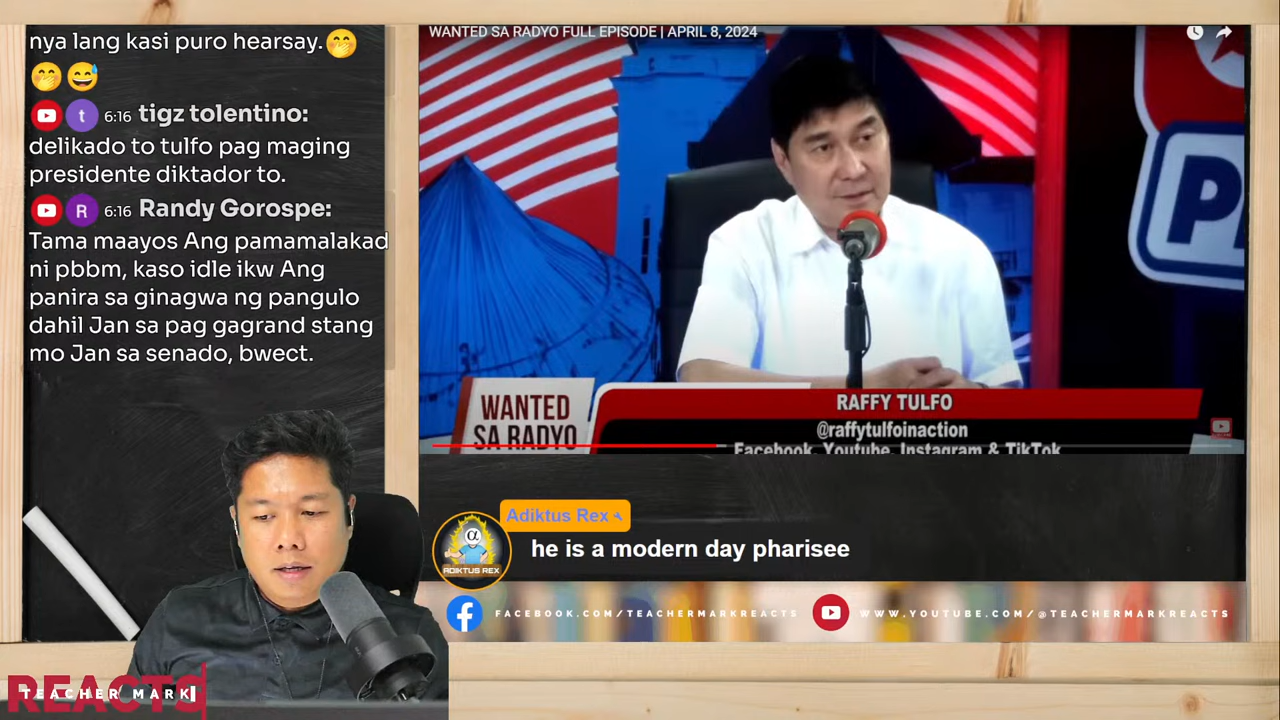 nya lang kasi puro hearsay.
6:16 tigz tolentino:
delikado to tulfo pag maging
presidente diktador to.
R 6:16 Randy Gorospe:
Tama maayos Ang pamamalakad
ni pbbm, kaso idle ikw Ang
panira sa ginagwa ng pangulo
dahil Jan sa pag gagrand stang
mo Jan sa senado, bwect.
WANTED SA RADYO FULL EPISODE | APRIL 8, 2024
WANTED
SA RADYO
RAFFY TULFO
@raffytulfoinaction
Facebook, Youtube, Instagram & TikTok
Adiktus Rex
ADIKTUS REX
he is a modern day pharisee
FACEBOOK.COM/TEACHERMARKREACTS
WWW.YOUTUBE.COM/@TEACHERMARKREACTS
TEACHER MARK
REACTS